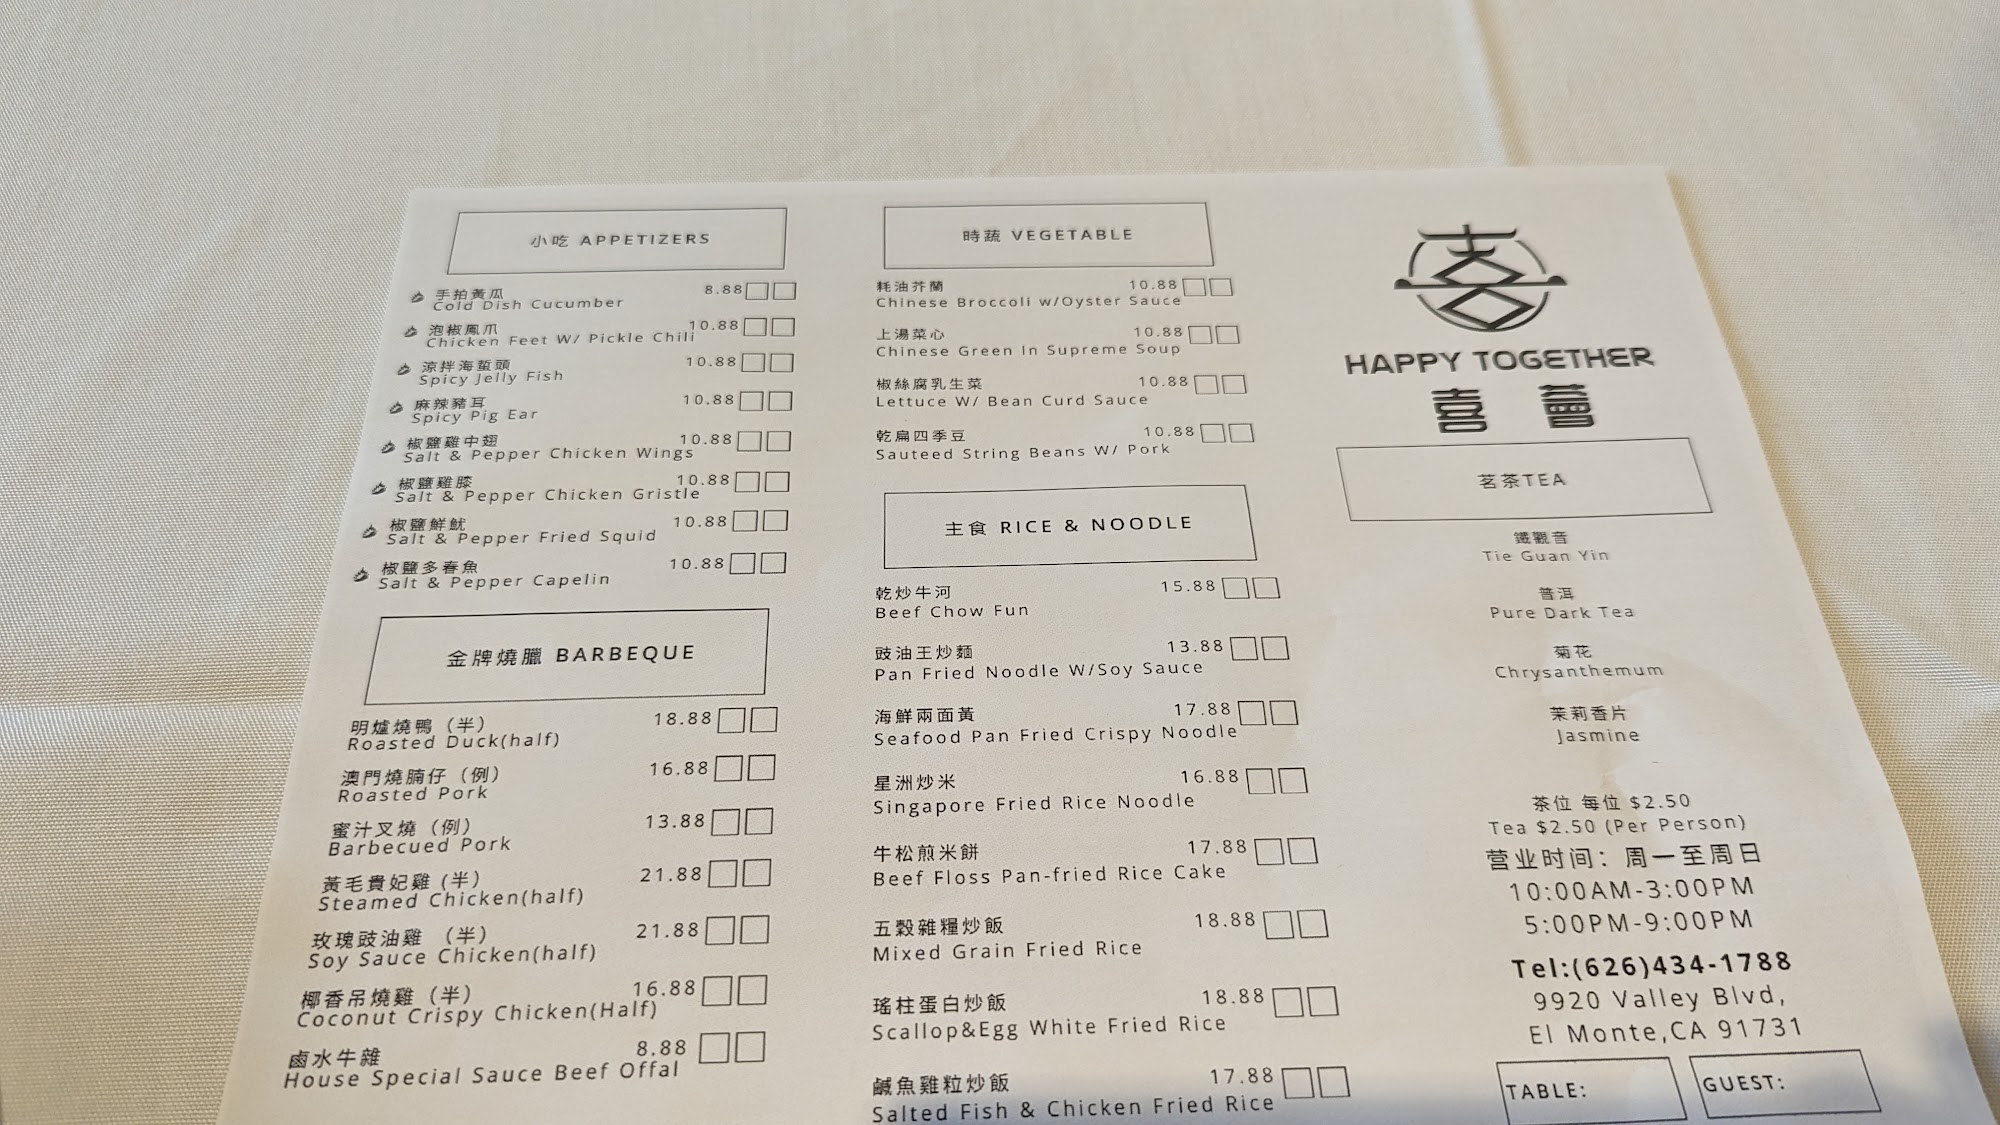 小吃 APPETIZERS
手拍黃瓜 8.88
Cold Dish Cucumber
泡椒鳳爪 10.88
Chicken Feet W/ Pickle Chili
涼拌海蜇頭 10.88
Spicy Jelly Fish
麻辣豬耳 10.88
Spicy Pig Ear
椒鹽雞中翅 10.88
Salt & Pepper Chicken Wings
椒鹽雞膝 10.88
Salt & Pepper Chicken Gristle
椒鹽鮮魷 10.88
Salt & Pepper Fried Squid
椒鹽多春魚 10.88
Salt & Pepper Capelin
金牌燒臘 BARBEQUE
明爐燒鴨（半） 18.88
Roasted Duck(half)
澳門燒腩仔（例） 16.88
Roasted Pork
蜜汁叉燒（例） 13.88
Barbecued Pork
黃毛貴妃雞(半） 21.88
Steamed Chicken(half)
玫瑰豉油雞 （半） 21.88
Soy Sauce Chicken(half)
椰香吊燒雞（半） 16.88
Coconut Crispy Chicken(Half)
鹵水牛雜 8.88
House Special Sauce Beef Offal
時蔬 VEGETABLE
耗油芥蘭 10.88
Chinese Broccoli w/Oyster Sauce
上湯菜心 10.88
Chinese Green In Supreme Soup
椒絲腐乳生菜 10.88
Lettuce W/ Bean Curd Sauce
乾扁四季豆 10.88
Sauteed String Beans W/ Pork
主食 RICE & NOODLE
乾炒牛河 15.88
Beef Chow Fun
豉油王炒麵 13.88
Pan Fried Noodle W/Soy Sauce
海鮮兩面黃 17.88
Seafood Pan Fried Crispy Noodle
星洲炒米 16.88
Singapore Fried Rice Noodle
牛松煎米餅 17.88
Beef Floss Pan-fried Rice Cake
五穀雜糧炒飯 18.88
Mixed Grain Fried Rice
瑤柱蛋白炒飯 18.88
Scallop&Egg White Fried Rice
鹹魚雞粒炒飯 17.88
Salted Fish & Chicken Fried Rice
HAPPY TOGETHER
喜薈
茗茶TEA
鐵觀音
Tie Guan Yin
普洱
Pure Dark Tea
菊花
Chrysanthemum
茉莉香片
Jasmine
茶位 每位 $2.50
Tea $2.50 (Per Person)
营业时间：周一至周日
10:00AM-3:00PM
5:00PM-9:00PM
Tel:(626)434-1788
9920 Valley Blvd,
El Monte,CA 91731
TABLE:
GUEST: